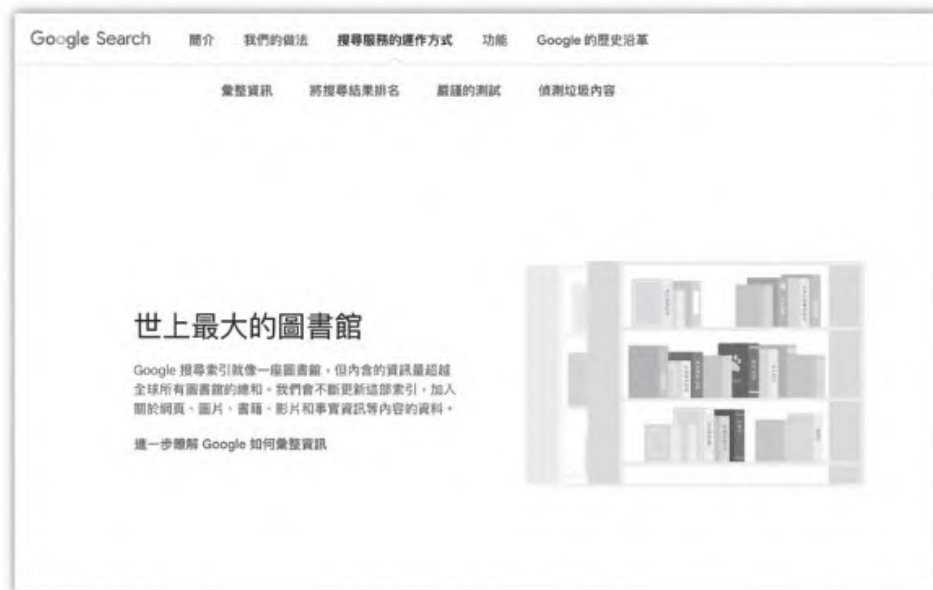 Google Search 簡介 我們的做法 搜尋服務的運作方式 功能 Google 的歷史沿革
彙整資訊 將搜尋結果排名 嚴謹的測試 偵測垃圾內容
世上最大的圖書館
Google 搜尋索引就像一座圖書館，但內含的資訊量超越
全球所有圖書館的總和。我們會不斷更新這部索引，加入
關於網頁、圖片、書籍、影片和事實資訊等內容的資料。
進一步瞭解 Google 如何彙整資訊